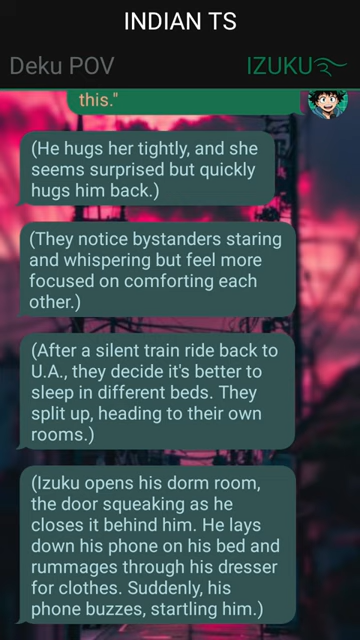 INDIAN TS
Deku POV
IZUKU
this."
(He hugs her tightly, and she
seems surprised but quickly
hugs him back.)
(They notice bystanders staring
and whispering but feel more
focused on comforting each
other.)
(After a silent train ride back to
U.A., they decide it's better to
sleep in different beds. They
split up, heading to their own
rooms.)
(Izuku opens his dorm room,
the door squeaking as he
closes it behind him. He lays
down his phone on his bed and
rummages through his dresser
for clothes. Suddenly, his
phone buzzes, startling him.)